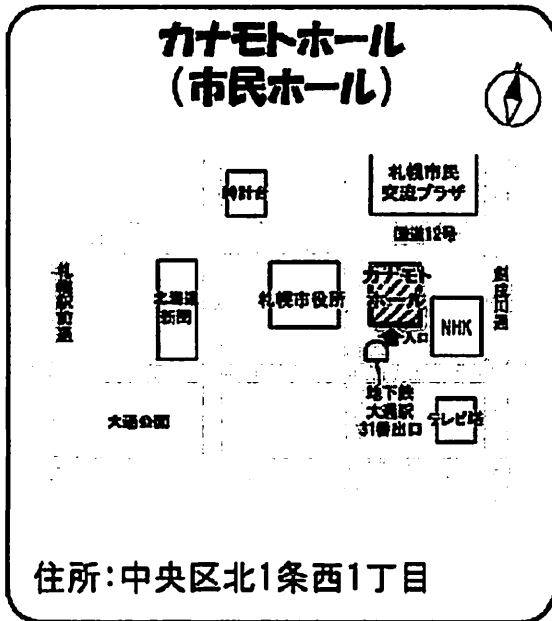 カナモトホール
(市民ホール)
時計台
札幌市民
交流プラザ
国道12号
札幌駅前通
北海道
新聞
札幌市役所
カナモト
ホール
入口
NHK
創成川通
地下鉄
大通駅
31番出口
大通公園
テレビ塔
住所:中央区北1条西1丁目